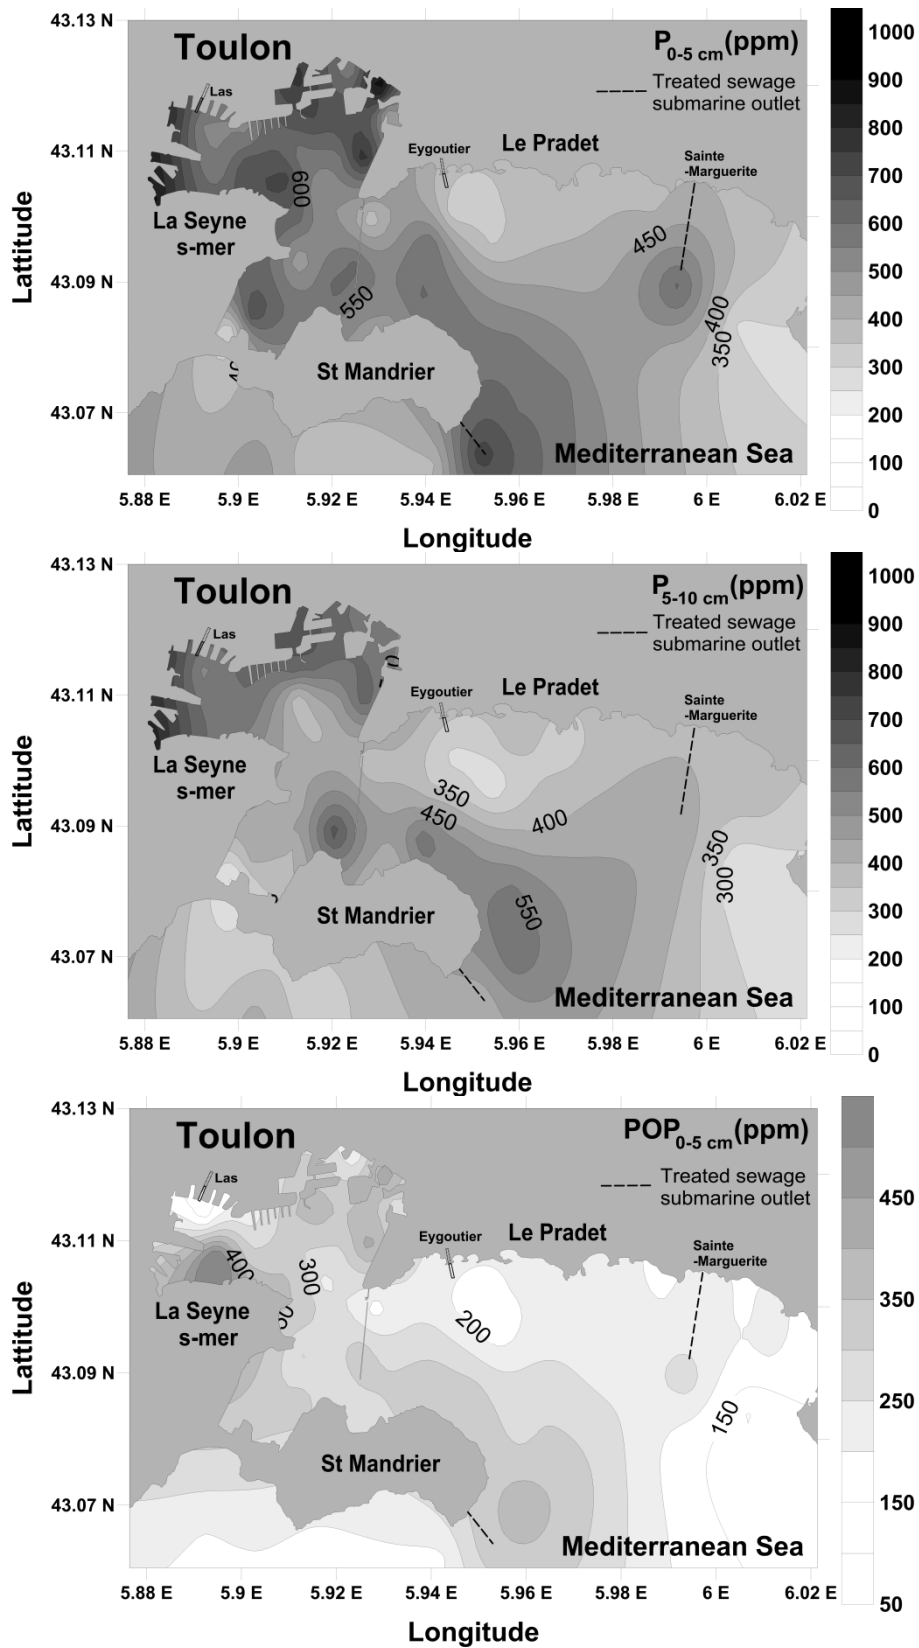 43.13 N
Toulon
P0-5 cm (ppm)
Treated sewage
submarine outlet
Las
43.11 N
Eygoutier
Le Pradet
Sainte
-Marguerite
600
La Seyne
s-mer
450
Lattitude
43.09 N
550
400
350
St Mandrier
43.07 N
Mediterranean Sea
5.88 E 5.9 E 5.92 E 5.94 E 5.96 E 5.98 E 6 E 6.02 E
Longitude
1000
900
800
700
600
500
400
300
200
100
0
43.13 N
Toulon
P5-10 cm (ppm)
Treated sewage
submarine outlet
Las
43.11 N
Eygoutier
Le Pradet
Sainte
-Marguerite
La Seyne
s-mer
350
450
400
Lattitude
43.09 N
350
300
St Mandrier
550
43.07 N
Mediterranean Sea
5.88 E 5.9 E 5.92 E 5.94 E 5.96 E 5.98 E 6 E 6.02 E
Longitude
1000
900
800
700
600
500
400
300
200
100
0
43.13 N
Toulon
POP0-5 cm (ppm)
Treated sewage
submarine outlet
Las
43.11 N
Eygoutier
Le Pradet
Sainte
-Marguerite
400
300
La Seyne
s-mer
200
Lattitude
43.09 N
150
St Mandrier
43.07 N
Mediterranean Sea
5.88 E 5.9 E 5.92 E 5.94 E 5.96 E 5.98 E 6 E 6.02 E
Longitude
450
350
250
150
50